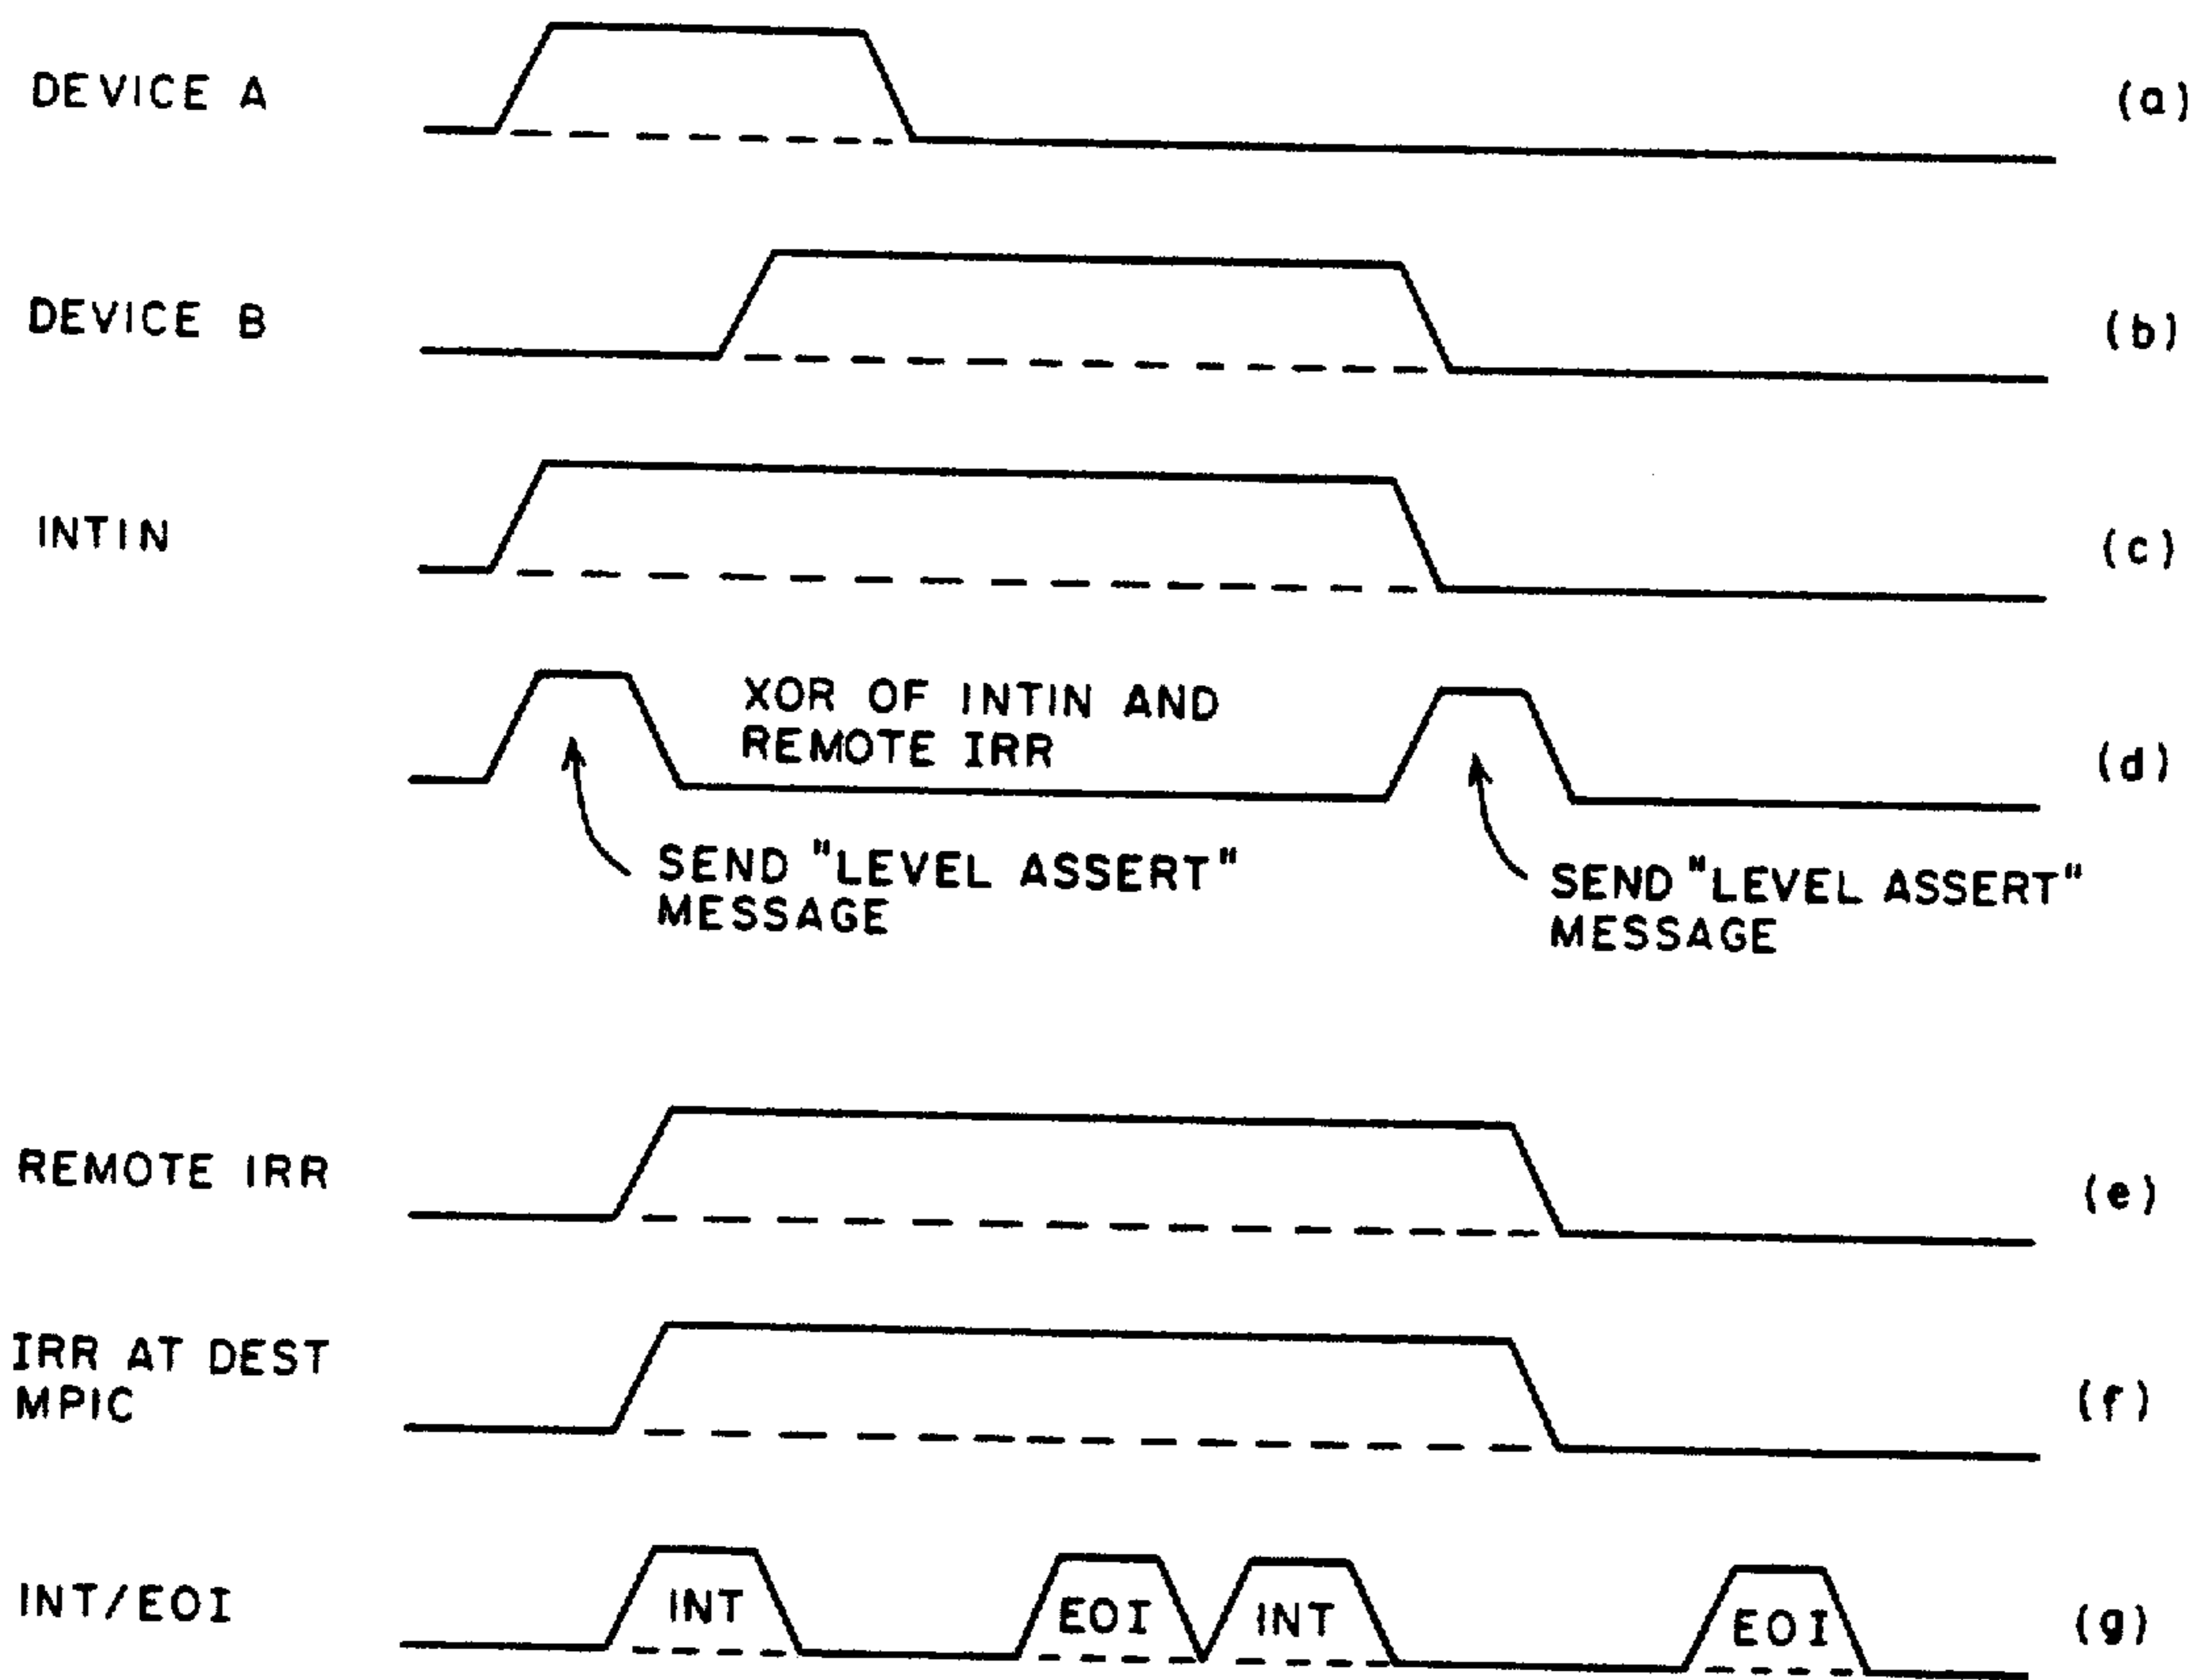 DEVICE A
(a)
DEVICE B
(b)
INTIN
(c)
XOR OF INTIN AND
REMOTE IRR
(d)
SEND "LEVEL ASSERT"
MESSAGE
SEND "LEVEL ASSERT"
MESSAGE
REMOTE IRR
(e)
IRR AT DEST
MPIC
(f)
INT/EOI
INT
EOI
INT
EOI
(g)